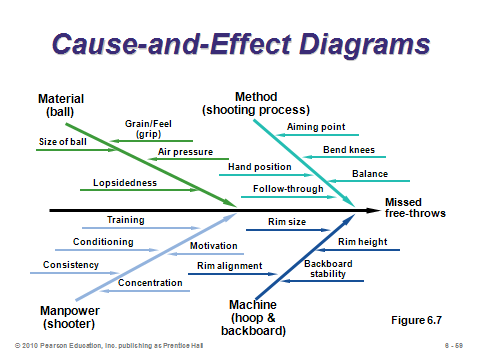 Cause-and-Effect Diagrams
Material
(ball)
Method
(shooting process)
Grain/Feel
(grip)
Size of ball
Air pressure
Lopsidedness
Aiming point
Bend knees
Hand position
Balance
Follow-through
Missed
free-throws
Training
Conditioning
Motivation
Consistency
Concentration
Rim size
Rim height
Rim alignment
Backboard
stability
Manpower
(shooter)
Machine
(hoop &
backboard)
Figure 6.7
© 2010 Pearson Education, Inc. publishing as Prentice Hall
6 - 59